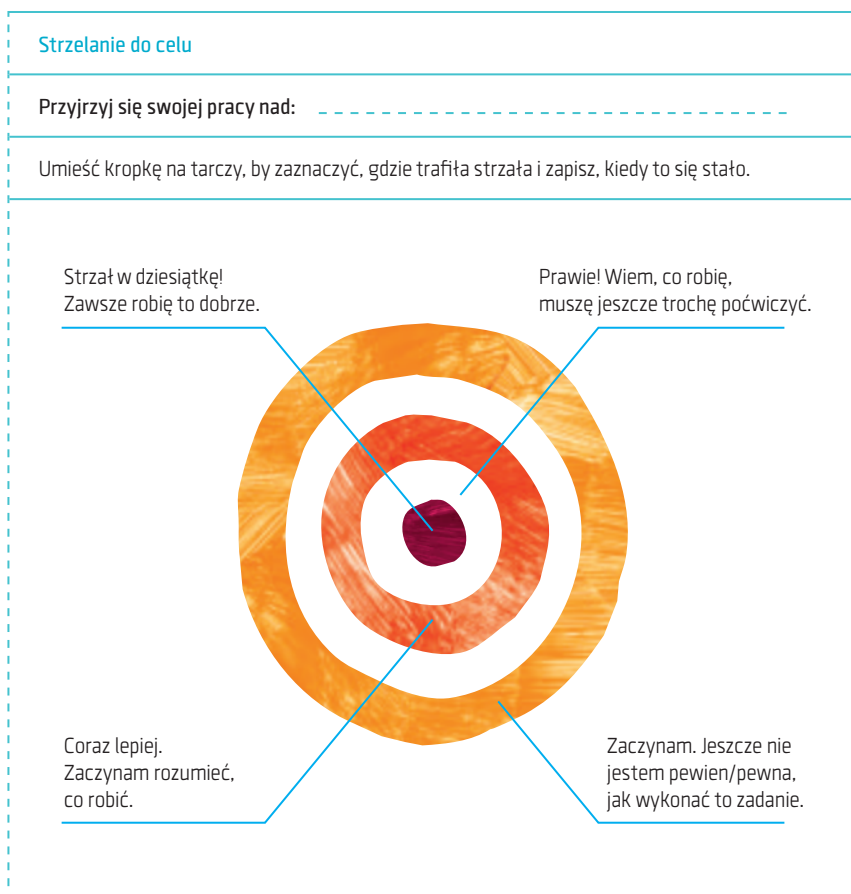 Strzelanie do celu
Przyjrzyj się swojej pracy nad:
Umieść kropkę na tarczy, by zaznaczyć, gdzie trafiła strzała i zapisz, kiedy to się stało.
Strzał w dziesiątkę!
Zawsze robię to dobrze.
Prawie! Wiem, co robię,
muszę jeszcze trochę poćwiczyć.
Coraz lepiej.
Zaczynam rozumieć,
co robić.
Zaczynam. Jeszcze nie
jestem pewien/pewna,
jak wykonać to zadanie.